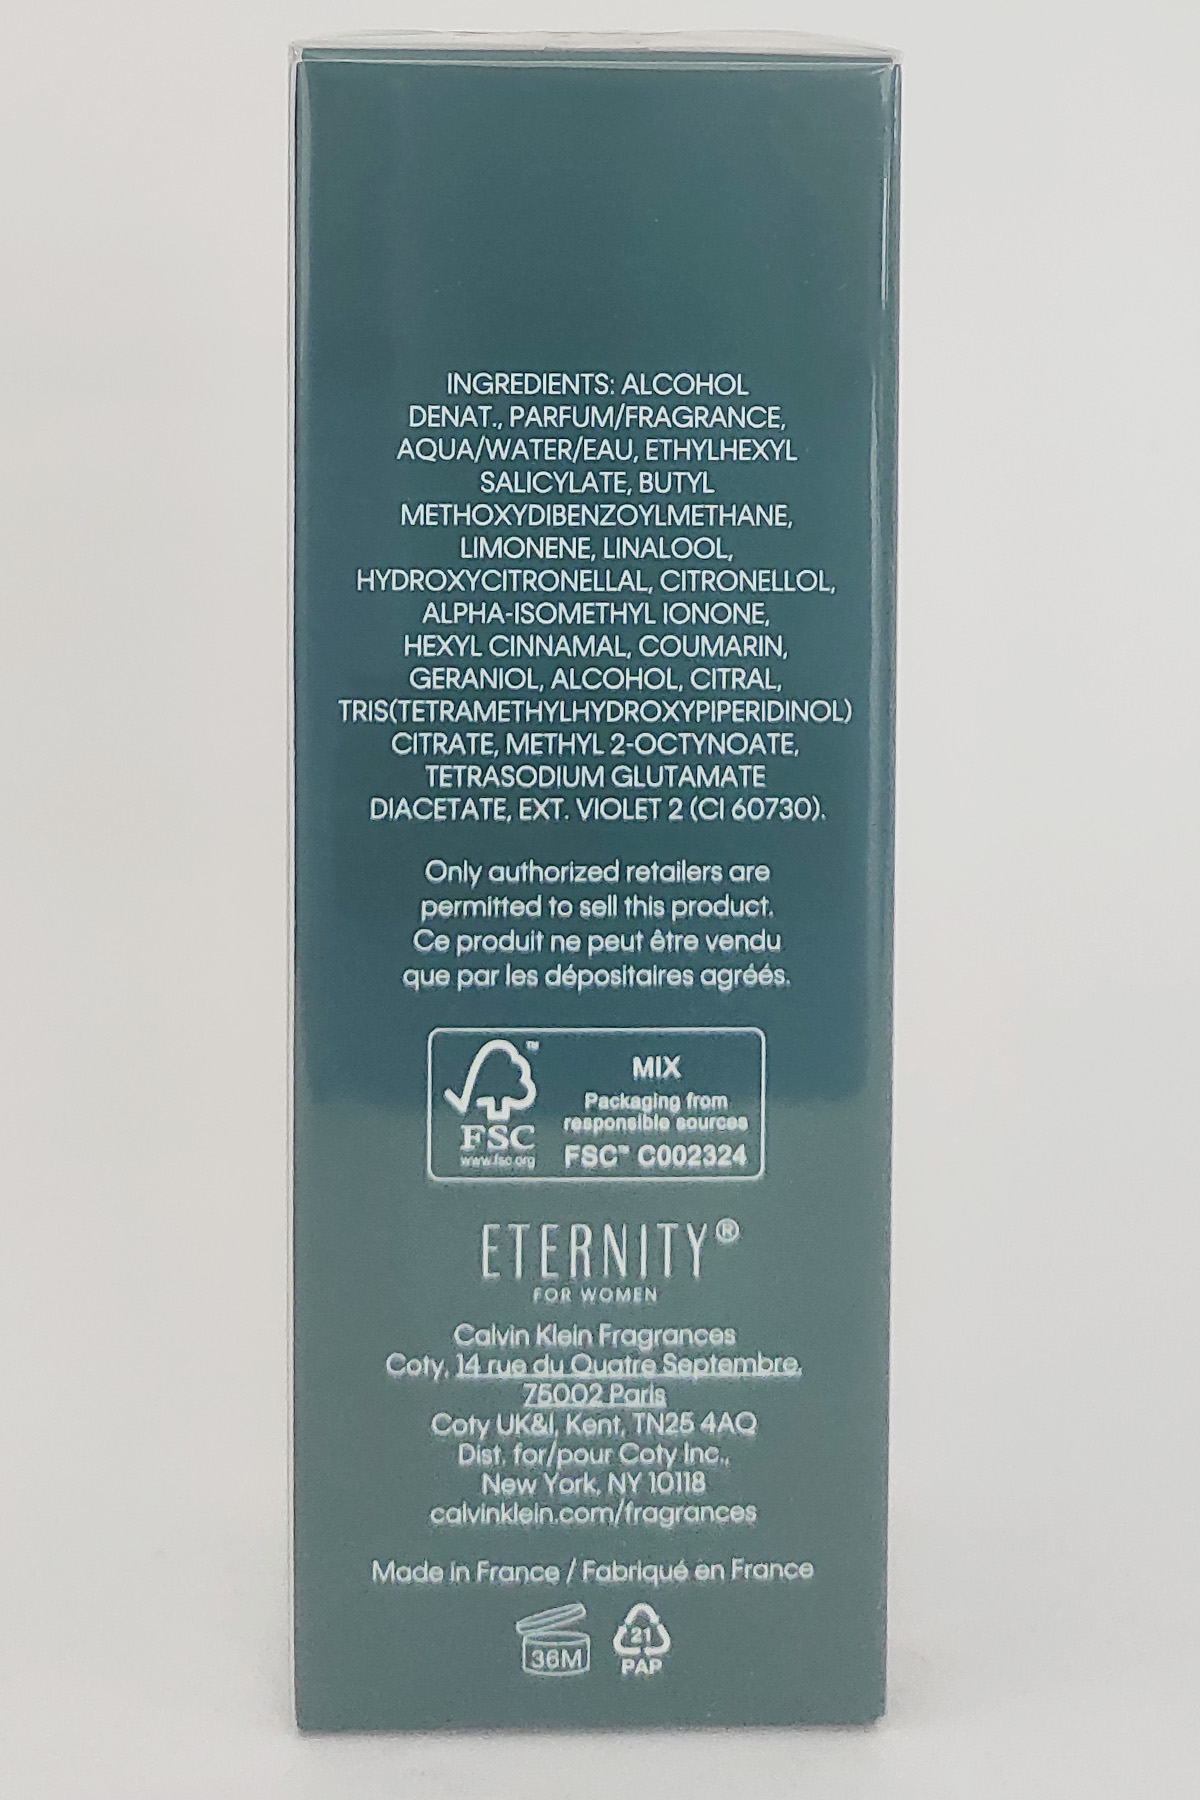 INGREDIENTS: ALCOHOL
DENAT., PARFUM/FRAGRANCE,
AQUA/WATER/EAU, ETHYLHEXYL
SALICYLATE, BUTYL
METHOXYDIBENZOYLMETHANE,
LIMONENE, LINALOOL,
HYDROXYCITRONELLAL, CITRONELLOL,
ALPHA-ISOMETHYL IONONE,
HEXYL CINNAMAL, COUMARIN,
GERANIOL, ALCOHOL, CITRAL,
TRIS(TETRAMETHYLHYDROXYPIPERIDINOL)
CITRATE, METHYL 2-OCTYNOATE,
TETRASODIUM GLUTAMATE
DIACETATE, EXT. VIOLET 2 (CI 60730).
Only authorized retailers are
permitted to sell this product.
Ce produit ne peut être vendu
que par les dépositaires agréés.
FSC
www.fsc.org
™
MIX
Packaging from
responsible sources
FSC™ C002324
ETERNITY®
FOR WOMEN
Calvin Klein Fragrances
Coty, 14 rue du Quatre Septembre,
75002 Paris
Coty UK&I, Kent, TN25 4AQ
Dist. for/pour Coty Inc.,
New York, NY 10118
calvinklein.com/fragrances
Made in France / Fabriqué en France
36M
21
PAP